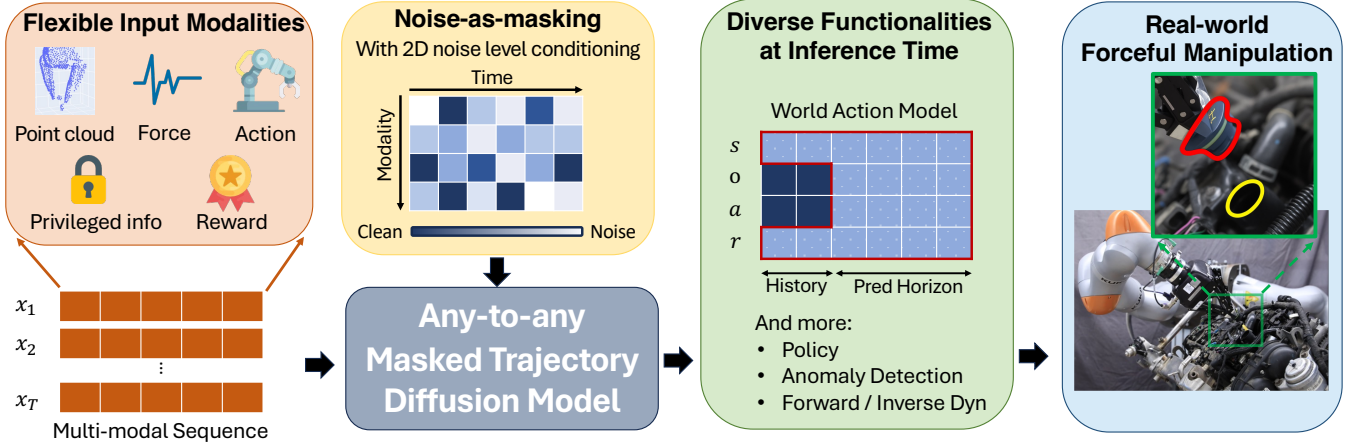 Flexible Input Modalities
Point cloud
Force
Action
Privileged info
Reward
x₁
x₂
⋮
x_T
Multi-modal Sequence
Noise-as-masking
With 2D noise level conditioning
Time
Modality
Clean
Noise
Any-to-any
Masked Trajectory
Diffusion Model
Diverse Functionalities
at Inference Time
World Action Model
s
o
a
r
History
Pred Horizon
And more:
• Policy
• Anomaly Detection
• Forward / Inverse Dyn
Real-world
Forceful Manipulation